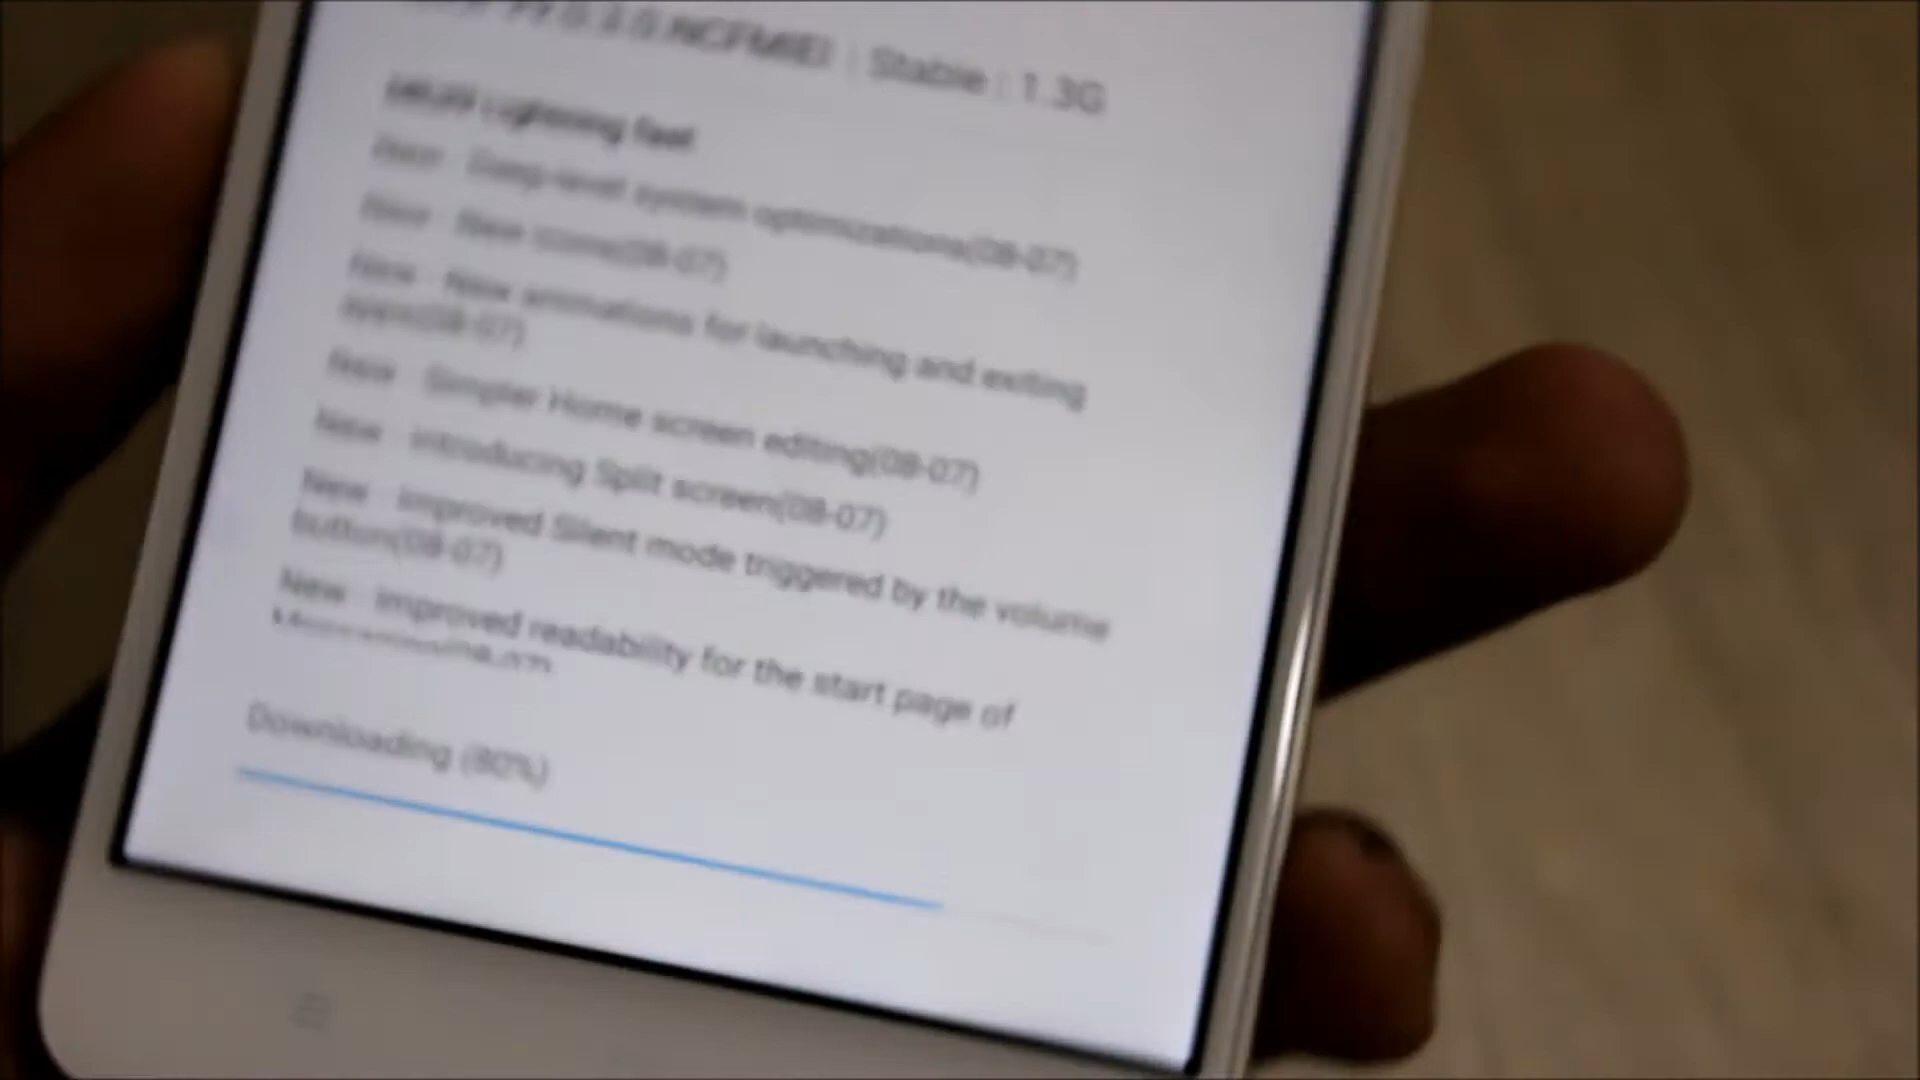 Stable | 1.3G
MIUI9 Lightning fast
New - Deep-level system optimizations(08-07)
New - New icons(08-07)
New - New animations for launching and exiting
apps(08-07)
New - Simpler Home screen editing(08-07)
New - Introducing Split screen(08-07)
New - Improved Silent mode triggered by the volume
button(08-07)
New - Improved readability for the start page of
Downloading (80%)